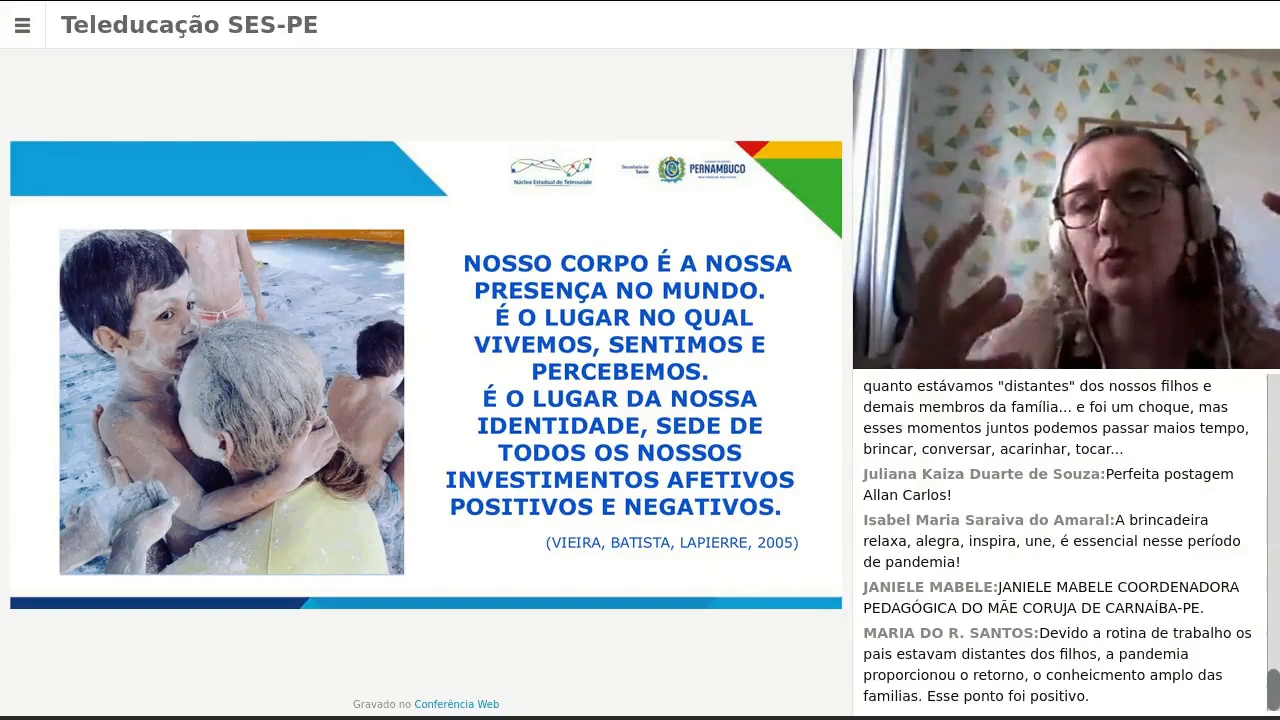 Teleducação SES-PE
Núcleo Estadual de Telessaúde
Secretaria de
Saúde
PERNAMBUCO
NOSSO CORPO É A NOSSA
PRESENÇA NO MUNDO.
É O LUGAR NO QUAL
VIVEMOS, SENTIMOS E
PERCEBEMOS.
É O LUGAR DA NOSSA
IDENTIDADE, SEDE DE
TODOS OS NOSSOS
INVESTIMENTOS AFETIVOS
POSITIVOS E NEGATIVOS.
(VIEIRA, BATISTA, LAPIERRE, 2005)
Gravado no Conferência Web
quanto estávamos "distantes" dos nossos filhos e
demais membros da família... e foi um choque, mas
esses momentos juntos podemos passar maios tempo,
brincar, conversar, acarinhar, tocar...
Juliana Kaiza Duarte de Souza:Perfeita postagem
Allan Carlos!
Isabel Maria Saraiva do Amaral:A brincadeira
relaxa, alegra, inspira, une, é essencial nesse período
de pandemia!
JANIELE MABELE:JANIELE MABELE COORDENADORA
PEDAGÓGICA DO MÃE CORUJA DE CARNAÍBA-PE.
MARIA DO R. SANTOS:Devido a rotina de trabalho os
pais estavam distantes dos filhos, a pandemia
proporcionou o retorno, o conheicmento amplo das
familias. Esse ponto foi positivo.